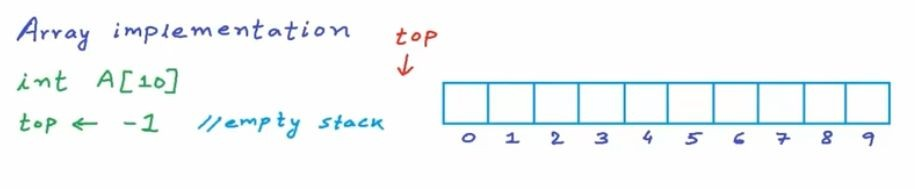 Array implementation
top
int A[10]
top ← -1 //empty stack
0 1 2 3 4 5 6 7 8 9